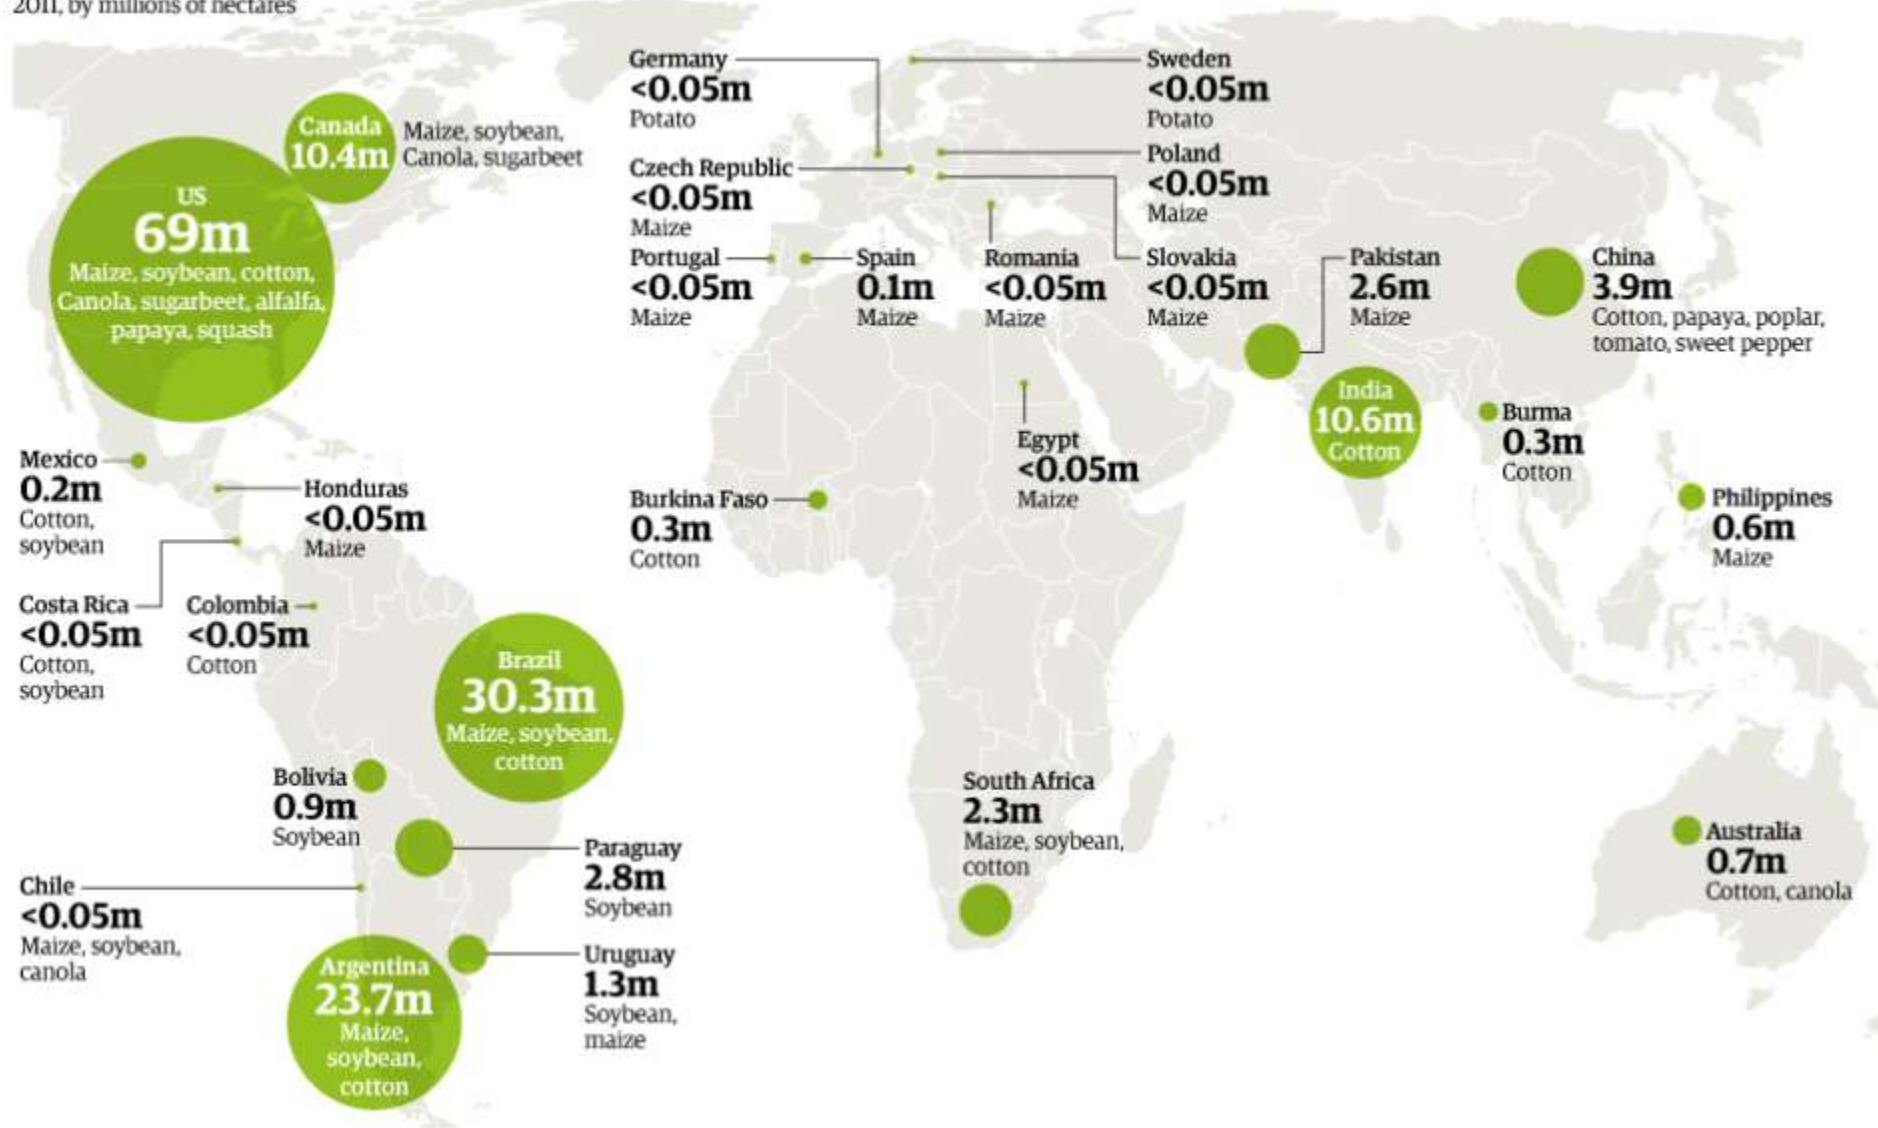 2011, by millions of hectares
Canada
10.4m
Maize, soybean,
Canola, sugarbeet
US
69m
Maize, soybean, cotton,
Canola, sugarbeet, alfalfa,
papaya, squash
Germany
<0.05m
Potato
Sweden
<0.05m
Potato
Czech Republic
<0.05m
Maize
Poland
<0.05m
Maize
Portugal
<0.05m
Maize
Spain
0.1m
Maize
Romania
<0.05m
Maize
Slovakia
<0.05m
Maize
Pakistan
2.6m
Maize
China
3.9m
Cotton, papaya, poplar,
tomato, sweet pepper
India
10.6m
Cotton
Burma
0.3m
Cotton
Egypt
<0.05m
Maize
Mexico
0.2m
Cotton,
soybean
Honduras
<0.05m
Maize
Burkina Faso
0.3m
Cotton
Philippines
0.6m
Maize
Costa Rica
<0.05m
Cotton,
soybean
Colombia
<0.05m
Cotton
Brazil
30.3m
Maize, soybean,
cotton
Bolivia
0.9m
Soybean
South Africa
2.3m
Maize, soybean,
cotton
Australia
0.7m
Cotton, canola
Paraguay
2.8m
Soybean
Chile
<0.05m
Maize, soybean,
canola
Uruguay
1.3m
Soybean,
maize
Argentina
23.7m
Maize,
soybean,
cotton